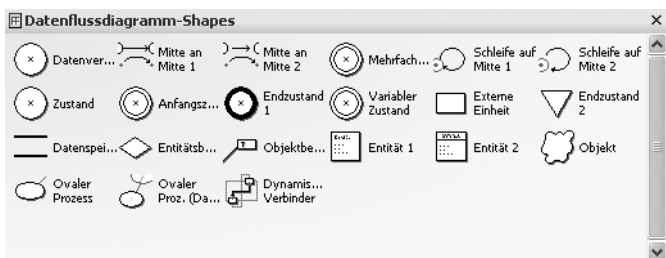 Datenflussdiagramm-Shapes
Datenver...
Mitte an
Mitte 1
Mitte an
Mitte 2
Mehrfach...
Schleife auf
Mitte 1
Schleife auf
Mitte 2
Zustand
Anfangsz...
Endzustand
1
Variabler
Zustand
Externe
Einheit
Endzustand
2
Datenspei...
Entitätsb...
Objektbe...
Entität 1
Entität 2
Objekt
Ovaler
Prozess
Ovaler
Proz. (Da...
Dynamis...
Verbinder